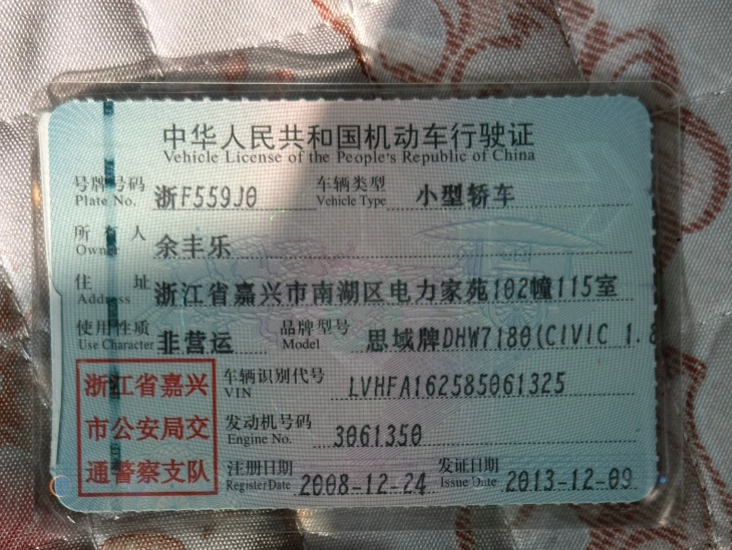 中华人民共和国机动车行驶证
Vehicle License of the People's Republic of China
号牌号码 浙F559J0 车辆类型 小型轿车
Plate No. Vehicle Type
所有人 余丰乐
Owner
住址 浙江省嘉兴市南湖区电力家苑102幢115室
Address
使用性质 非营运 品牌型号 思域牌DHW7180(CIVIC 1.8
Use Character Model
浙江省嘉兴
市公安局交
通警察支队
车辆识别代号 LVHFA162585061325
VIN
发动机号码 3061350
Engine No.
注册日期 2008-12-24 发证日期 2013-12-09
Register Date Issue Date